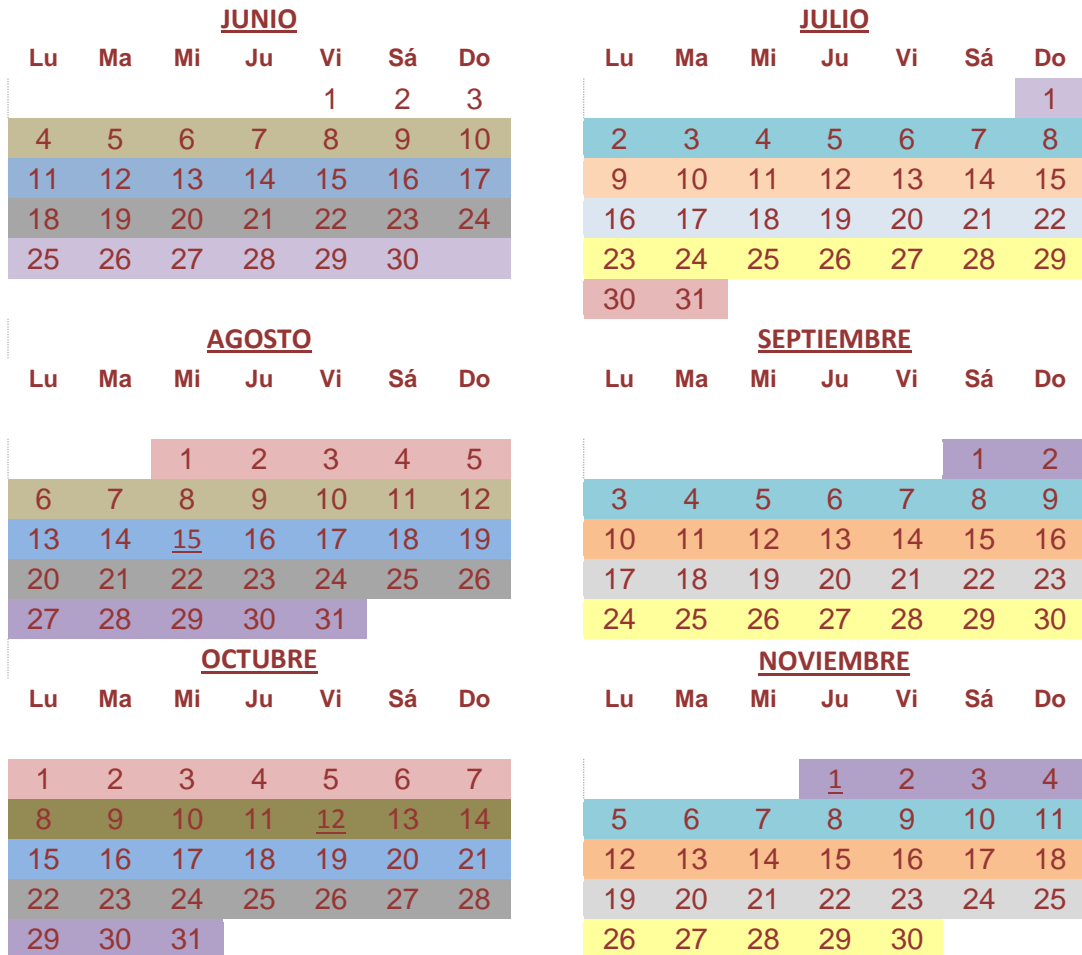 JUNIO
Lu Ma Mi Ju Vi Sá Do
1 2 3
4 5 6 7 8 9 10
11 12 13 14 15 16 17
18 19 20 21 22 23 24
25 26 27 28 29 30
JULIO
Lu Ma Mi Ju Vi Sá Do
1
2 3 4 5 6 7 8
9 10 11 12 13 14 15
16 17 18 19 20 21 22
23 24 25 26 27 28 29
30 31
AGOSTO
Lu Ma Mi Ju Vi Sá Do
1 2 3 4 5
6 7 8 9 10 11 12
13 14 15 16 17 18 19
20 21 22 23 24 25 26
27 28 29 30 31
SEPTIEMBRE
Lu Ma Mi Ju Vi Sá Do
1 2
3 4 5 6 7 8 9
10 11 12 13 14 15 16
17 18 19 20 21 22 23
24 25 26 27 28 29 30
OCTUBRE
Lu Ma Mi Ju Vi Sá Do
1 2 3 4 5 6 7
8 9 10 11 12 13 14
15 16 17 18 19 20 21
22 23 24 25 26 27 28
29 30 31
NOVIEMBRE
Lu Ma Mi Ju Vi Sá Do
1 2 3 4
5 6 7 8 9 10 11
12 13 14 15 16 17 18
19 20 21 22 23 24 25
26 27 28 29 30